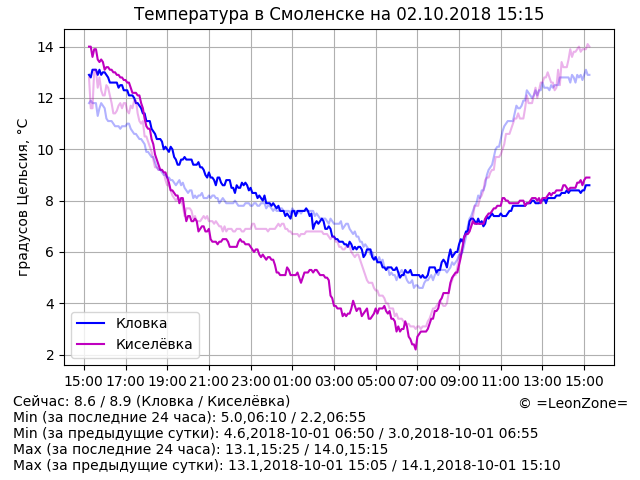 Температура в Смоленске на 02.10.2018 15:15
градусов Цельсия, °C
14
12
10
8
6
4
2
Кловка
Киселёвка
15:00 17:00 19:00 21:00 23:00 01:00 03:00 05:00 07:00 09:00 11:00 13:00 15:00
Сейчас: 8.6 / 8.9 (Кловка / Киселёвка)
© =LeonZone=
Min (за последние 24 часа): 5.0,06:10 / 2.2,06:55
Min (за предыдущие сутки): 4.6,2018-10-01 06:50 / 3.0,2018-10-01 06:55
Max (за последние 24 часа): 13.1,15:25 / 14.0,15:15
Max (за предыдущие сутки): 13.1,2018-10-01 15:05 / 14.1,2018-10-01 15:10